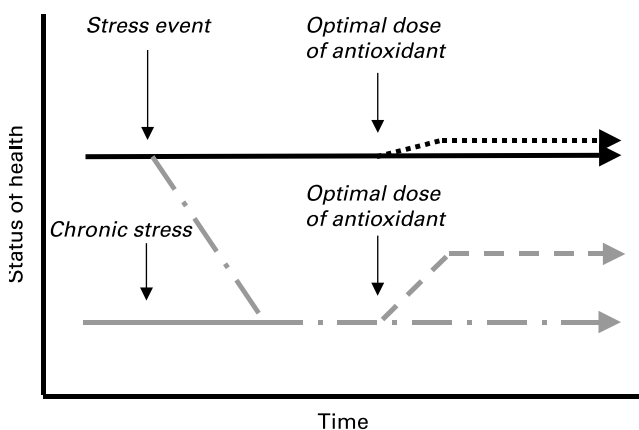 Stress event
Optimal dose
of antioxidant
Status of health
Chronic stress
Optimal dose
of antioxidant
Time